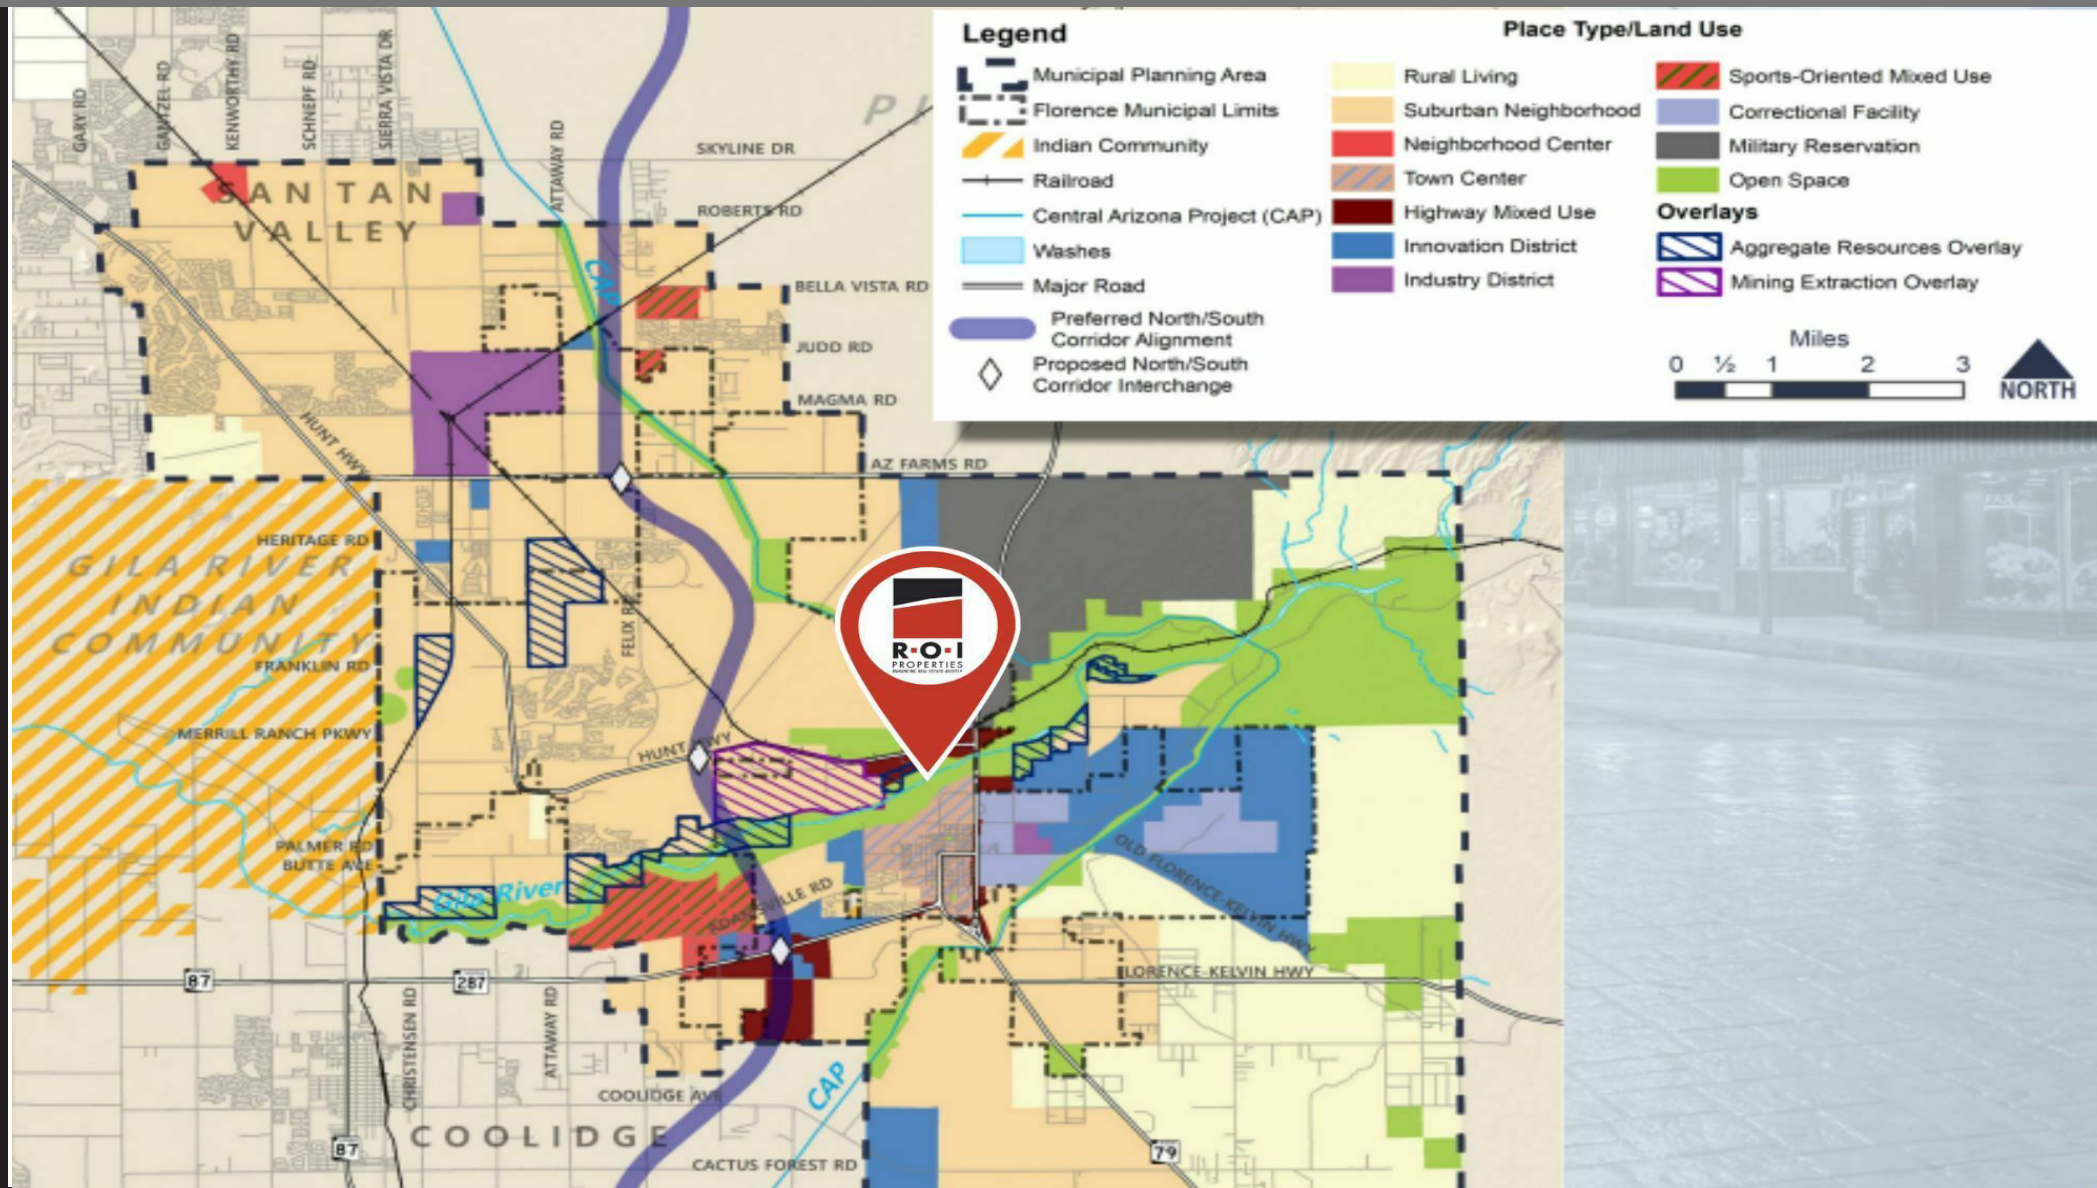 Legend
Municipal Planning Area
Florence Municipal Limits
Indian Community
Railroad
Central Arizona Project (CAP)
Washes
Major Road
Preferred North/South
Corridor Alignment
Proposed North/South
Corridor Interchange
Place Type/Land Use
Rural Living
Suburban Neighborhood
Neighborhood Center
Town Center
Highway Mixed Use
Innovation District
Industry District
Sports-Oriented Mixed Use
Correctional Facility
Military Reservation
Open Space
Overlays
Aggregate Resources Overlay
Mining Extraction Overlay
Miles
0 ½ 1 2 3
NORTH
GARY RD
GANTZEL RD
KENWORTHY RD
SCHNEPF RD
SIERRA VISTA DR
ATTAWAY RD
SKYLINE DR
ROBERTS RD
SAN TAN
VALLEY
CAP
BELLA VISTA RD
JUDD RD
MAGMA RD
HUNT HWY
AZ FARMS RD
HERITAGE RD
GILA RIVER
INDIAN
COMMUNITY
FRANKLIN RD
FELIX RD
R·O·I
PROPERTIES
MERRILL RANCH PKWY
HUNT HWY
PALMER RD
BUTTE AVE
Gila River
ADAMSVILLE RD
OLD FLORENCE-KELVIN HWY
LORENCE-KELVIN HWY
87
287
CHRISTENSEN RD
ATTAWAY RD
COOLIDGE AVE
CAP
COOLIDGE
87
CACTUS FOREST RD
79